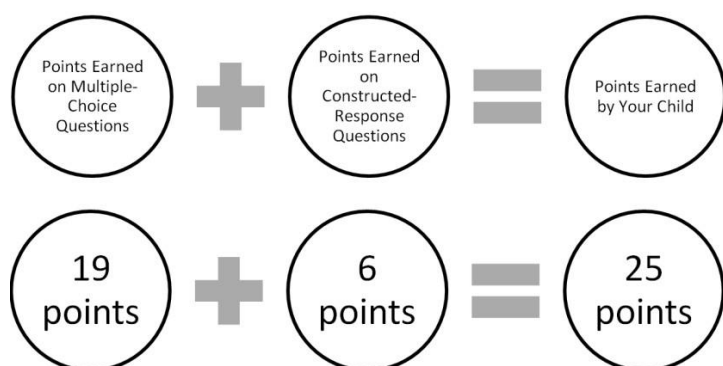 Points Earned
on Multiple-
Choice
Questions
Points Earned
on
Constructed-
Response
Questions
Points Earned
by Your Child
19
points
6
points
25
points